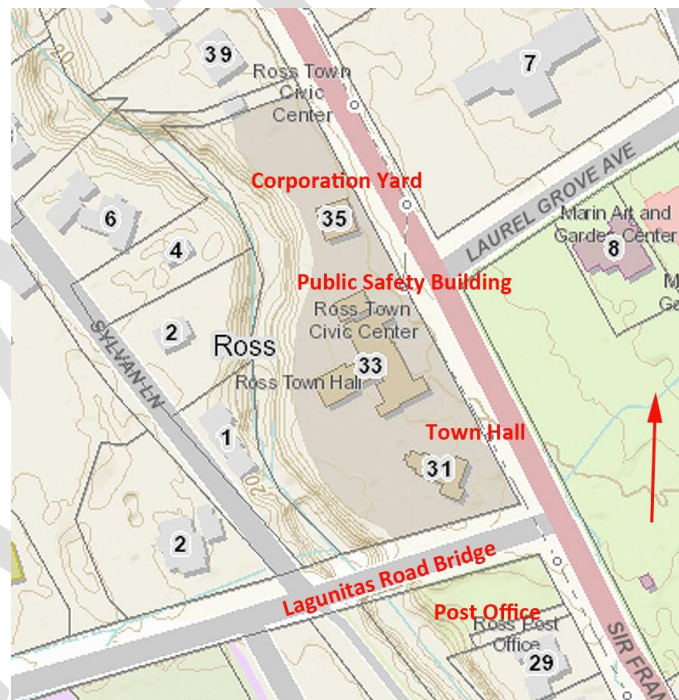 39
Ross Town
Civic
Center
7
Corporation Yard
35
LAUREL GROVE AVE
Marin Art and
Garden Center
8
6
4
Public Safety Building
Ross Town
Civic Center
2
Ross
33
Ross Town Hall
SYLVAN LN
1
Town Hall
31
20
20
2
Lagunitas Road Bridge
Post Office
Ross Post
Office
29
SIR FRAN